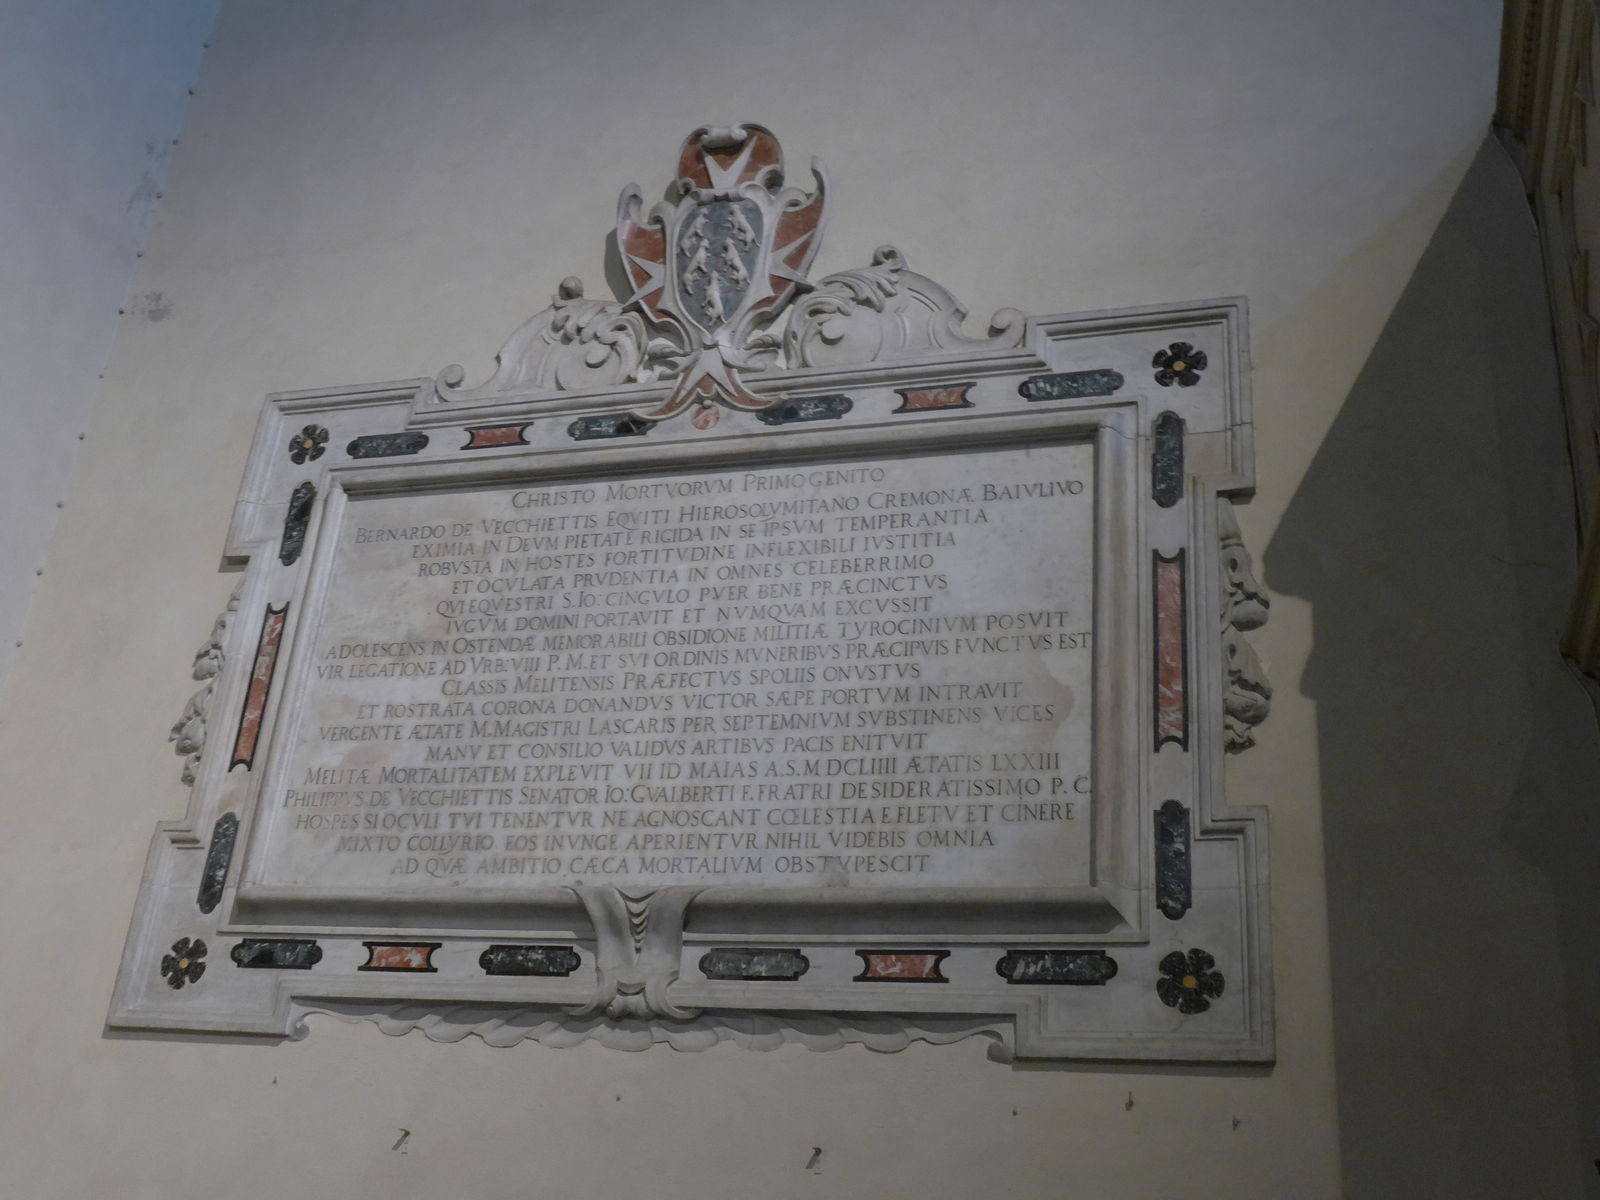 CHRISTO MORTVORVM PRIMOGENITO
BERNARDO DE VECCHIETTIS EQVITI HIEROSOLVMITANO CREMONÆ BAIVLIVO
EXIMIA IN DEVM PIETATE RIGIDA IN SE IPSVM TEMPERANTIA
ROBVSTA IN HOSTES FORTITVDINE INFLEXIBILI IVSTITIA
ET OCVLATA PRVDENTIA IN OMNES CELEBERRIMO
QVI EQVESTRI S. IO: CINGVLO PVER BENE PRÆCINCTVS
IVGVM DOMINI PORTAVIT ET NVMQVAM EXCVSSIT
ADOLESCENS IN OSTENDÆ MEMORABILI OBSIDIONE MILITIÆ TYROCINIVM POSVIT
VIR LEGATIONE AD VRB: VIII P. M. ET SVI ORDINIS MVNERIBVS PRÆCIPVIS FVNCTVS EST
CLASSIS MELITENSIS PRÆFECTVS SPOLIIS ONVSTVS
ET ROSTRATA CORONA DONANDVS VICTOR SÆPE PORTVM INTRAVIT
VERGENTE ÆTATE M. MAGISTRI LASCARIS PER SEPTEMNIVM SVBSTINENS VICES
MANV ET CONSILIO VALIDVS ARTIBVS PACIS ENITVIT
MELITÆ MORTALITATEM EXPLEVIT VII ID MAIAS A. S. M DCLIIII ÆTATIS LXXIII
PHILIPPVS DE VECCHIETTIS SENATOR IO: GVALBERTI F. FRATRI DESIDERATISSIMO P. C.
HOSPES SI OCVLI TVI TENENTVR NE AGNOSCANT CŒLESTIA E FLETV ET CINERE
MIXTO COLLVRIO EOS INVNGE APERIENTVR NIHIL VIDEBIS OMNIA
AD QVÆ AMBITIO CÆCA MORTALIVM OBSTVPESCIT